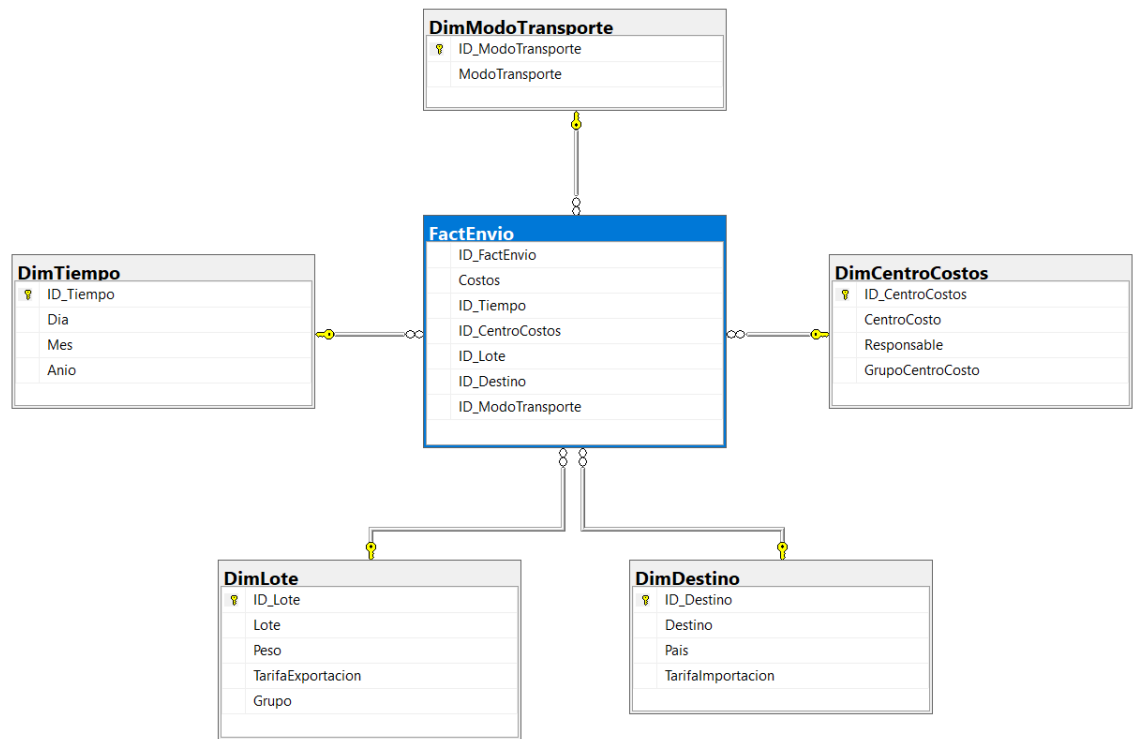 DimModoTransporte
ID_ModoTransporte
ModoTransporte
FactEnvio
ID_FactEnvio
Costos
ID_Tiempo
ID_CentroCostos
ID_Lote
ID_Destino
ID_ModoTransporte
DimTiempo
ID_Tiempo
Dia
Mes
Anio
DimCentroCostos
ID_CentroCostos
CentroCosto
Responsable
GrupoCentroCosto
DimLote
ID_Lote
Lote
Peso
TarifaExportacion
Grupo
DimDestino
ID_Destino
Destino
Pais
TarifaImportacion